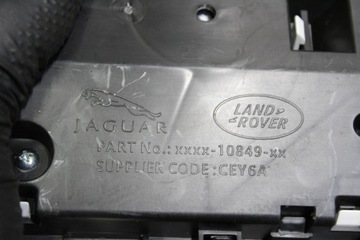 JAGUAR
LAND ROVER
PART No.: xxxx-10849-xx
SUPPLIER CODE :CEY6A